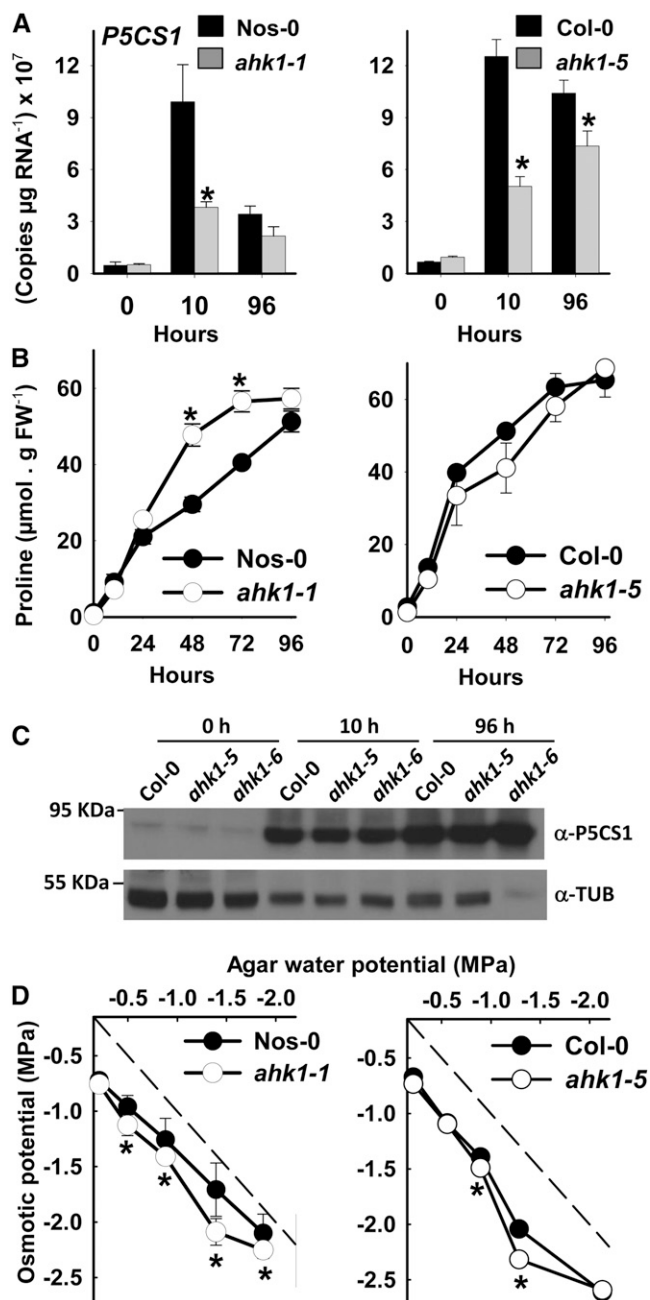 A
P5CS1
Nos-0
ahk1-1
Col-0
ahk1-5
(Copies µg RNA⁻¹) x 10⁷
12
9
6
3
0
*
0 10 96
Hours
12
9
6
3
0
*
*
0 10 96
Hours
B
Proline (µmol . g FW⁻¹)
60
40
20
0
*
*
Nos-0
ahk1-1
0 24 48 72 96
Hours
60
40
20
0
Col-0
ahk1-5
0 24 48 72 96
Hours
C
0 h 10 h 96 h
Col-0 ahk1-5 ahk1-6 Col-0 ahk1-5 ahk1-6 Col-0 ahk1-5 ahk1-6
95 KDa
α-P5CS1
55 KDa
α-TUB
D
Agar water potential (MPa)
-0.5 -1.0 -1.5 -2.0
-0.5 -1.0 -1.5 -2.0
Osmotic potential (MPa)
-0.5
-1.0
-1.5
-2.0
-2.5
Nos-0
ahk1-1
*
*
*
*
-0.5
-1.0
-1.5
-2.0
-2.5
Col-0
ahk1-5
*
*